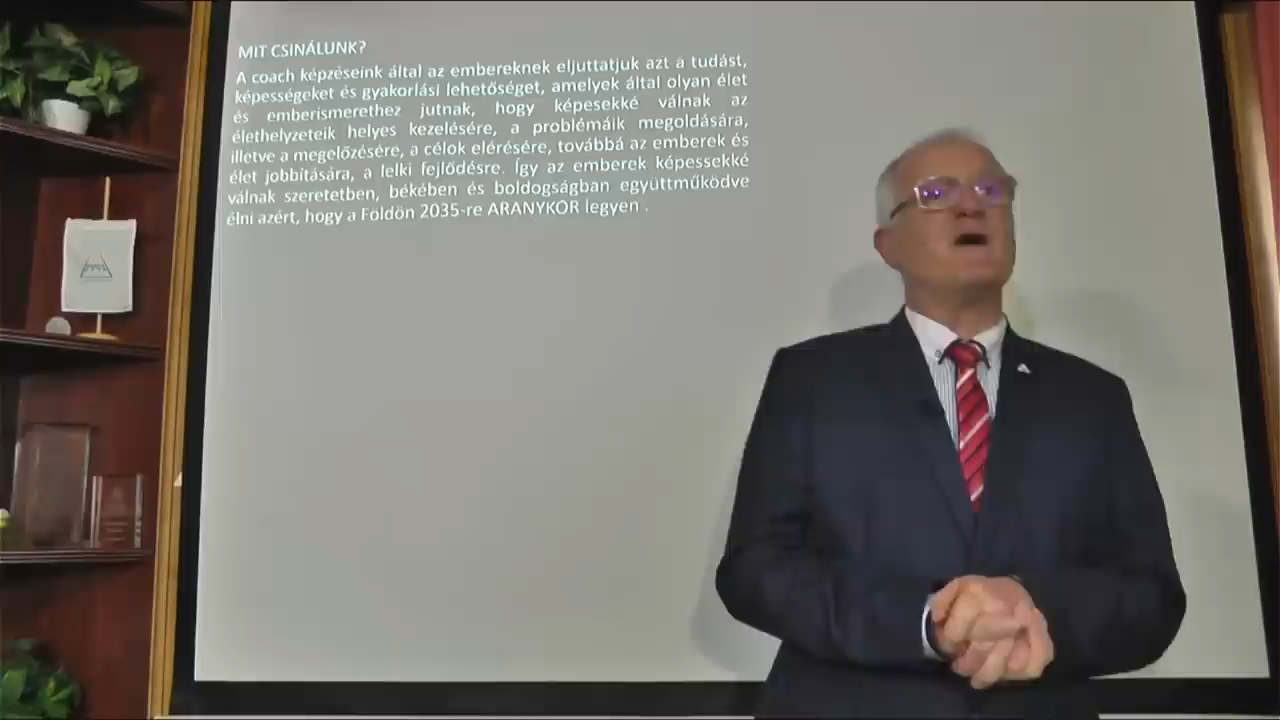 MIT CSINÁLUNK?
A coach képzéseink által az embereknek eljuttatjuk azt a tudást,
képességeket és gyakorlási lehetőséget, amelyek által olyan élet
és emberismerethez jutnak, hogy képesekké válnak az
élethelyzeteik helyes kezelésére, a problémáik megoldására,
illetve a megelőzésére, a célok elérésére, továbbá az emberek és
élet jobbítására, a lelki fejlődésre. Így az emberek képessekké
válnak szeretetben, békében és boldogságban együttműködve
élni azért, hogy a Földön 2035-re ARANYKOR legyen .